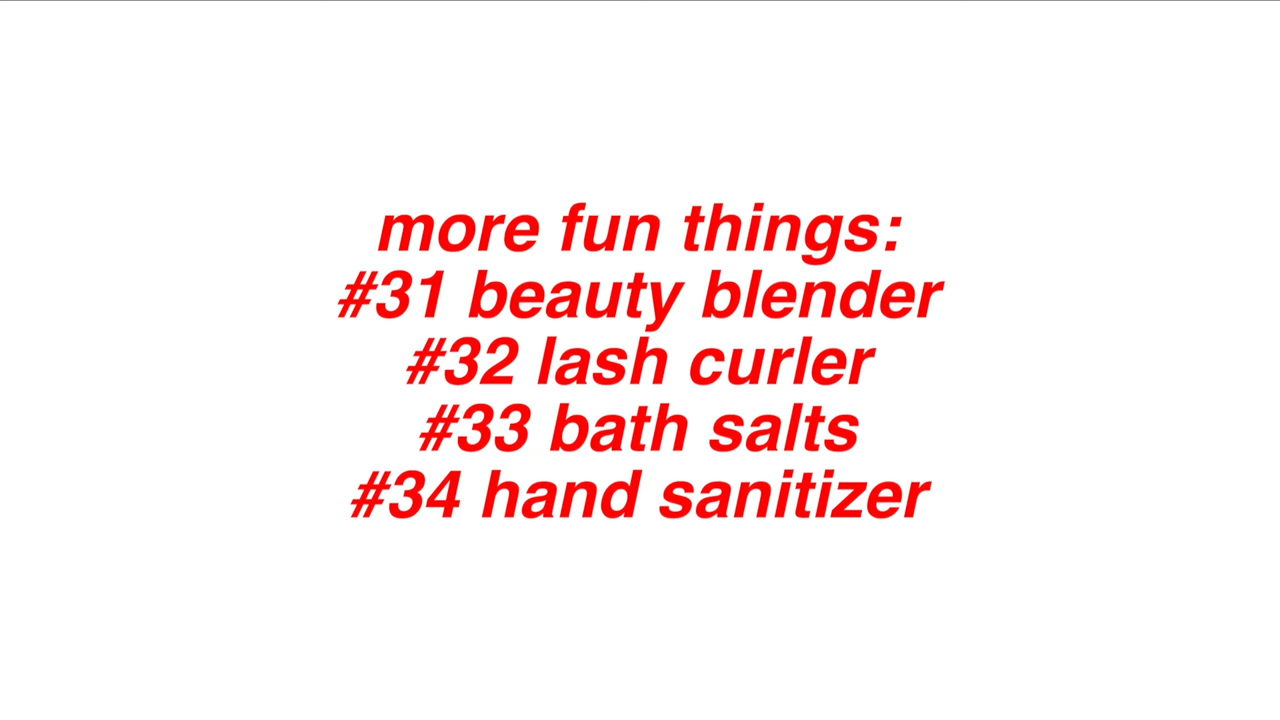 more fun things:
#31 beauty blender
#32 lash curler
#33 bath salts
#34 hand sanitizer